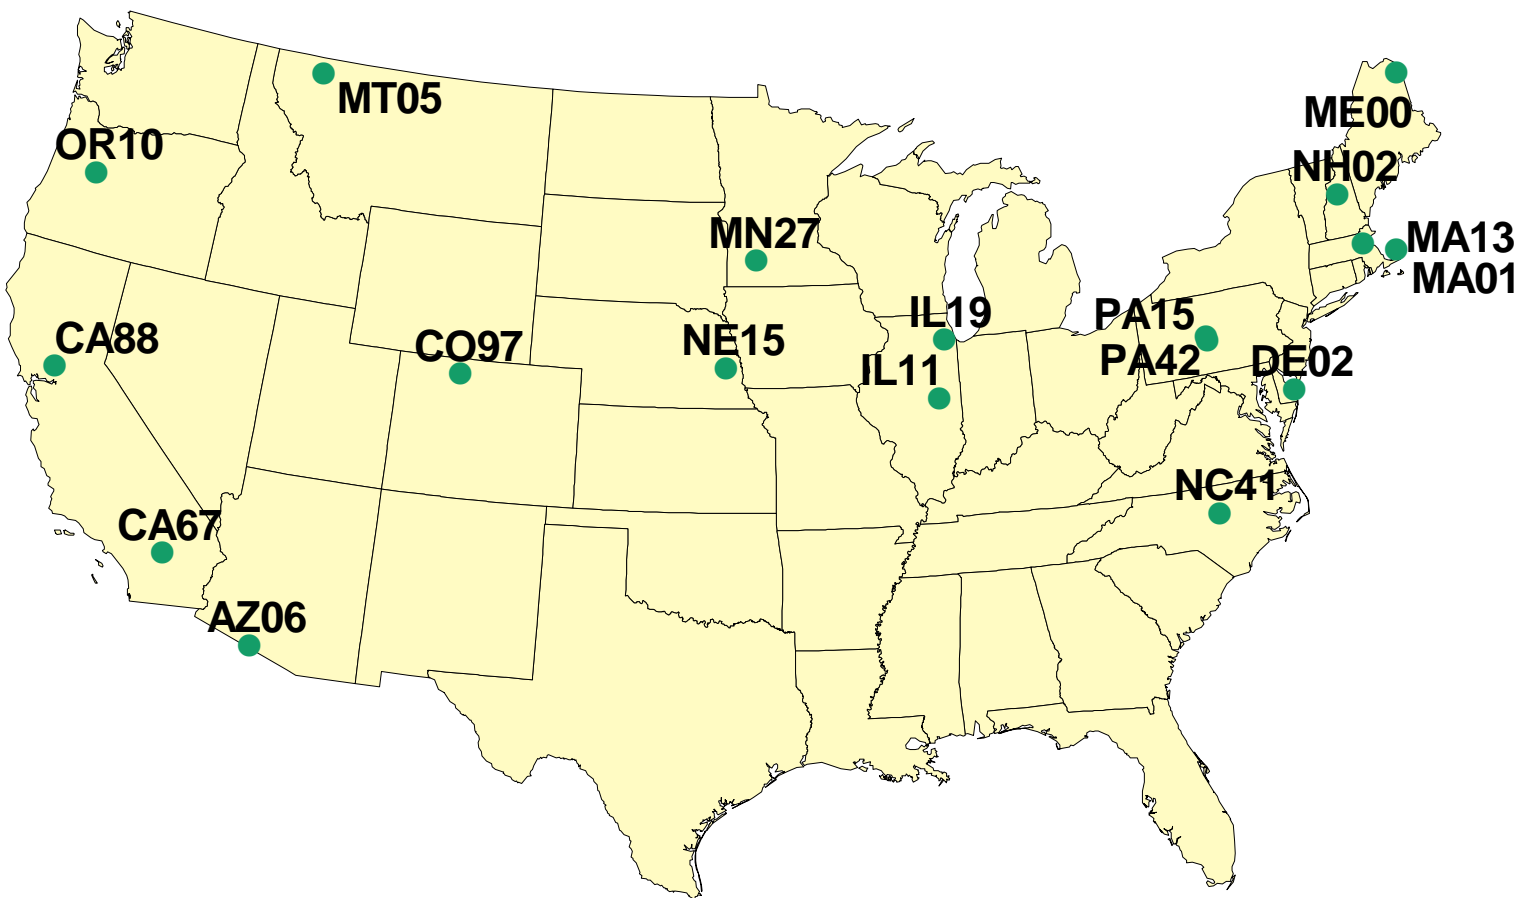 MT05
ME00
OR10
NH02
MN27
MA13
MA01
IL19
PA15
CA88
CO97
NE15
PA42
DE02
IL11
NC41
CA67
AZ06